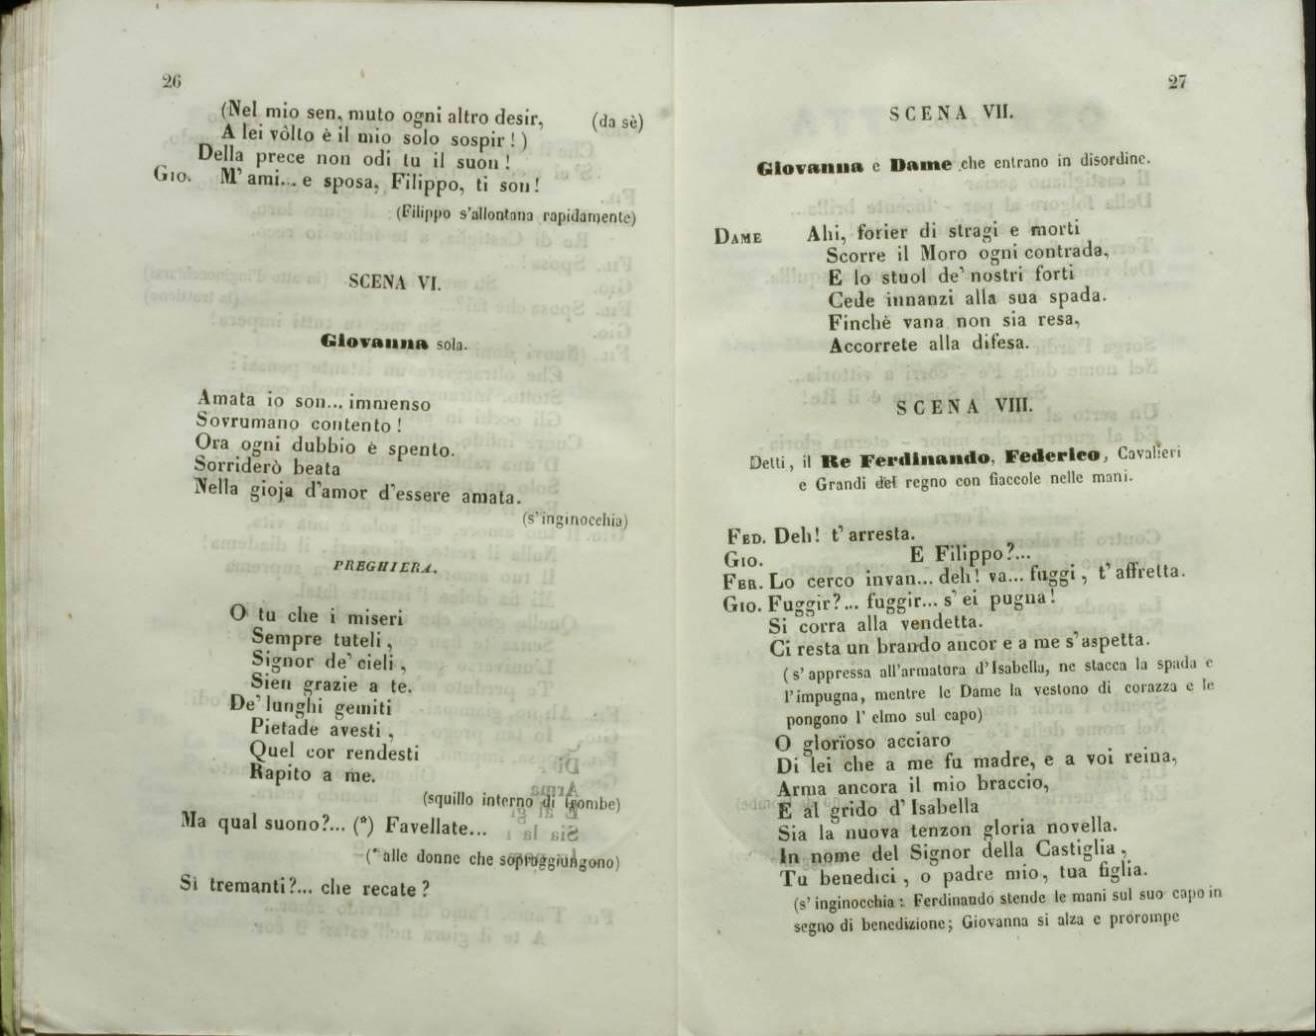 26
(Nel mio sen, muto ogni altro desir, (da sè)
A lei vòlto è il mio solo sospir!)
Della prece non odi tu il suon!
Gio. M'ami... e sposa, Filippo, ti son!
(Filippo s'allontana rapidamente)
SCENA VI.
Giovanna sola.
Amata io son... immenso
Sovrumano contento!
Ora ogni dubbio è spento.
Sorriderò beata
Nella gioja d'amor d'essere amata.
(s'inginocchia)
PREGHIERA.
O tu che i miseri
Sempre tuteli,
Signor de' cieli,
Sien grazie a te.
De' lunghi gemiti
Pietade avesti,
Quel cor rendesti
Rapito a me.
(squillo interno di trombe)
Ma qual suono?... (*) Favellate...
(* alle donne che sopraggiungono)
Sì tremanti?... che recate?
27
SCENA VII.
Giovanna e Dame che entrano in disordine.
Dame Ahi, forier di stragi e morti
Scorre il Moro ogni contrada,
E lo stuol de' nostri forti
Cede innanzi alla sua spada.
Finchè vana non sia resa,
Accorrete alla difesa.
SCENA VIII.
Detti, il Re Ferdinando, Federico, Cavalieri
e Grandi del regno con fiaccole nelle mani.
Fed. Deh! t'arresta.
Gio. E Filippo?...
Fer. Lo cerco invan... deh! va... fuggi, t'affretta.
Gio. Fuggir?... fuggir... s'ei pugna!
Si corra alla vendetta.
Ci resta un brando ancor e a me s'aspetta.
(s'appressa all'armatura d'Isabella, ne stacca la spada e
l'impugna, mentre le Dame la vestono di corazza e le
pongono l'elmo sul capo)
O glorïoso acciaro
Di lei che a me fu madre, e a voi reina,
Arma ancora il mio braccio,
E al grido d'Isabella
Sia la nuova tenzon gloria novella.
In nome del Signor della Castiglia,
Tu benedici, o padre mio, tua figlia.
(s'inginocchia: Ferdinando stende le mani sul suo capo in
segno di benedizione; Giovanna si alza e prorompe